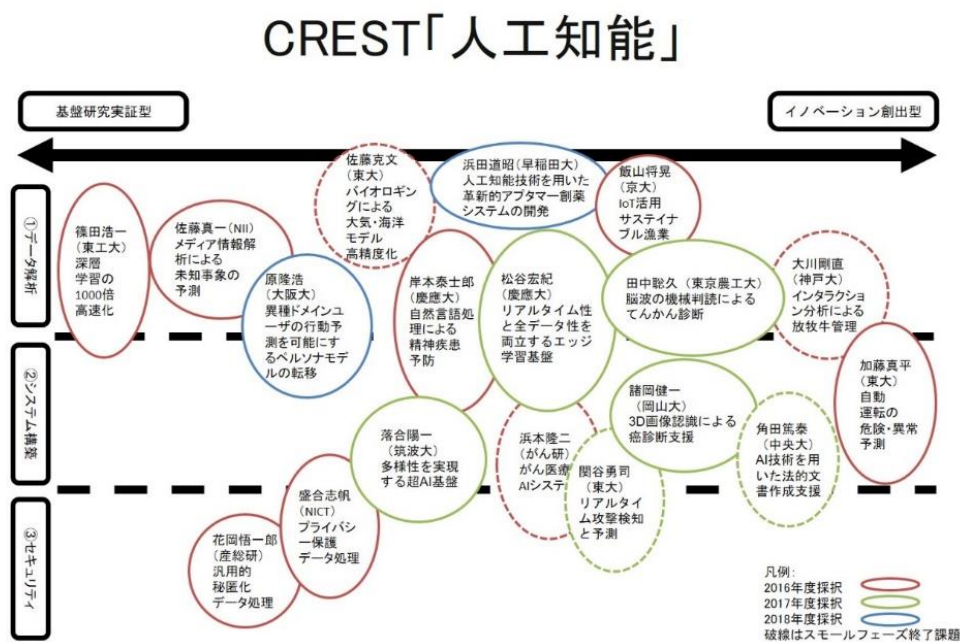 CREST「人工知能」
基盤研究実証型
イノベーション創出型
①データ解析
②システム構築
③セキュリティ
篠田浩一
(東工大)
深層
学習の
1000倍
高速化
佐藤真一(NII)
メディア情報解
析による
未知事象の
予測
原隆浩
(大阪大)
異種ドメインユー
ザの行動予
測を可能にす
るペルソナモデ
ルの転移
佐藤克文
(東大)
バイオロギン
グによる
大気・海洋
モデル
高精度化
岸本泰士郎
(慶應大)
自然言語処
理による
精神疾患
予防
浜田道昭(早稲田大)
人工知能技術を用いた
革新的アプタマー創薬
システムの開発
松谷宏紀
(慶應大)
リアルタイム性
と全データ性を
両立するエッジ
学習基盤
飯山将晃
(京大)
IoT活用
サステイナ
ブル漁業
田中聡久(東京農工大)
脳波の機械判読による
てんかん診断
大川剛直
(神戸大)
インタラクショ
ン分析による
放牧牛管理
加藤真平
(東大)
自動
運転の
危険・異常
予測
落合陽一
(筑波大)
多様性を実現
する超AI基盤
浜本隆二
(がん研)
がん医療
AIシステム
諸岡健一
(岡山大)
3D画像認識による
癌診断支援
関谷勇司
(東大)
リアルタイ
ム攻撃検知
と予測
角田篤泰
(中央大)
AI技術を用
いた法的文
書作成支援
盛合志帆
(NICT)
プライバシ
ー保護
データ処理
花岡悟一郎
(産総研)
汎用的
秘匿化
データ処理
凡例:
2016年度採択
2017年度採択
2018年度採択
破線はスモールフェーズ終了課題